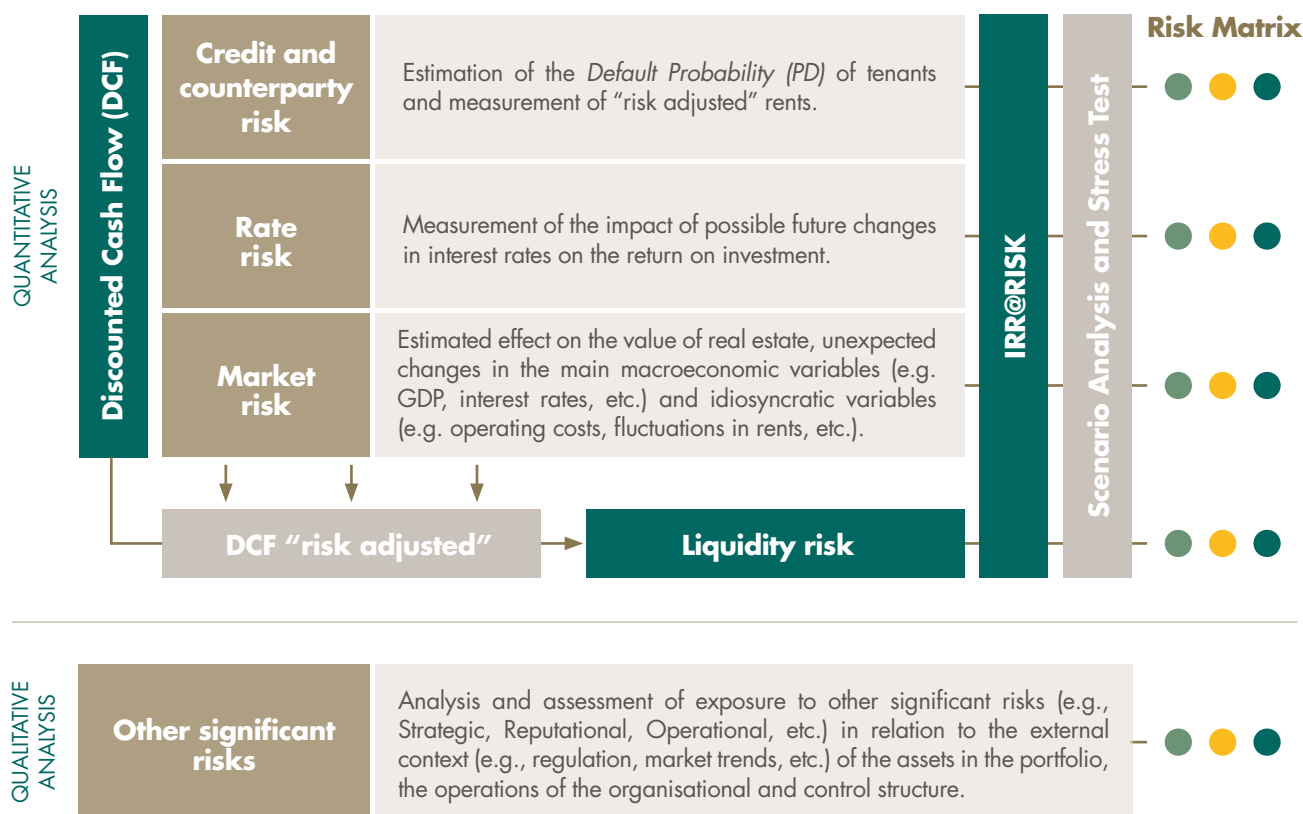 Risk Matrix
QUANTITATIVE
ANALYSIS
Discounted Cash Flow (DCF)
Credit and
counterparty
risk
Estimation of the Default Probability (PD) of tenants
and measurement of “risk adjusted” rents.
Rate
risk
Measurement of the impact of possible future changes
in interest rates on the return on investment.
Market
risk
Estimated effect on the value of real estate, unexpected
changes in the main macroeconomic variables (e.g.
GDP, interest rates, etc.) and idiosyncratic variables
(e.g. operating costs, fluctuations in rents, etc.).
DCF “risk adjusted”
Liquidity risk
IRR@RISK
Scenario Analysis and Stress Test
QUALITATIVE
ANALYSIS
Other significant
risks
Analysis and assessment of exposure to other significant risks (e.g.,
Strategic, Reputational, Operational, etc.) in relation to the external
context (e.g., regulation, market trends, etc.) of the assets in the portfolio,
the operations of the organisational and control structure.